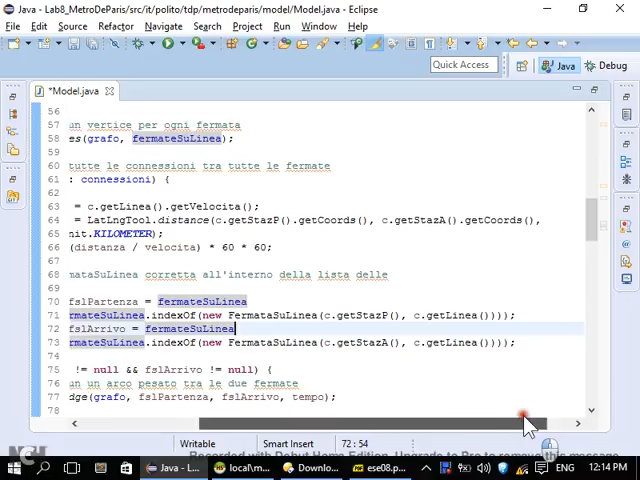 Java - Lab8_MetroDeParis/src/it/polito/tdp/metrodeparis/model/Model.java - Eclipse
File Edit Source Refactor Navigate Search Project Run Window Help
Quick Access Java Debug
*Model.java
56
57 un vertice per ogni fermata
58 es(grafo, fermateSuLinea);
59
60 tutte le connessioni tra tutte le fermate
61 : connessioni) {
62
63 = c.getLinea().getVelocita();
64 = LatLngTool.distance(c.getStazP().getCoords(), c.getStazA().getCoords(),
65 nit.KILOMETER);
66 (distanza / velocita) * 60 * 60;
67
68 mataSuLinea corretta all'interno della lista delle
69
70 fslPartenza = fermateSuLinea
71 rmateSuLinea.indexOf(new FermataSuLinea(c.getStazP(), c.getLinea())));
72 fslArrivo = fermateSuLinea
73 rmateSuLinea.indexOf(new FermataSuLinea(c.getStazA(), c.getLinea())));
74
75 != null && fslArrivo != null) {
76 un un arco pesato tra le due fermate
77 dge(grafo, fslPartenza, fslArrivo, tempo);
78
Writable Smart Insert 72 : 54
Recorded with Debut Home Edition. Upgrade to Pro to remove this message
NCH
Java - L... local\m... Downlo... ese08.p... ENG 12:14 PM